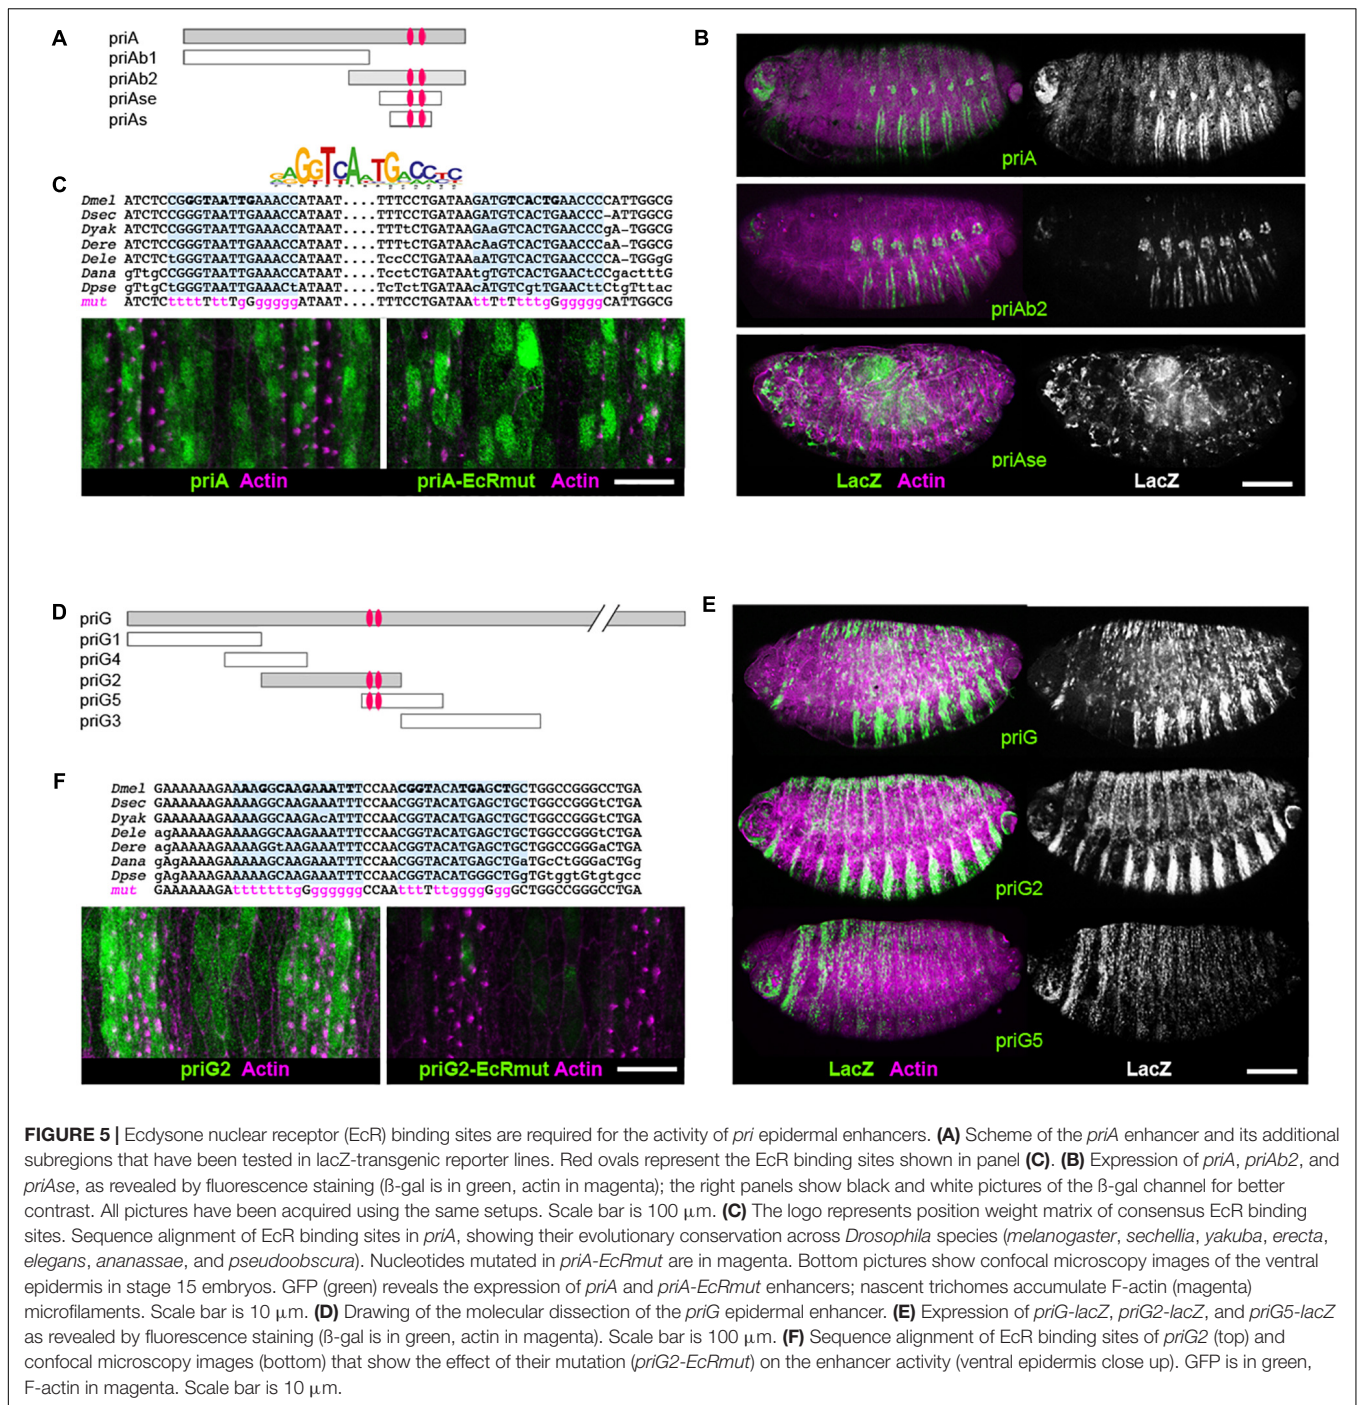 A
priA
priAb1
priAb2
priAse
priAs
B
priA
priAb2
priAse
LacZ Actin
LacZ
C
Dmel ATCTCCGGGTAATTGAAACCATAAT....TTTCCTGATAAGATGTCACTGAACCCCATTGGCG
Dsec ATCTCCGGGTAATTGAAACCATAAT....TTTCCTGATAAGATGTCACTGAACCC-ATTGGCG
Dyak ATCTCCGGGTAATTGAAACCATAAT....TTTtCTGATAAGAaGTCACTGAACCCgA-TGGCG
Dere ATCTCCGGGTAATTGAAACCATAAT....TTTtCTGATAAcAaGTCACTGAACCCaA-TGGCG
Dele ATCTCtGGGTAATTGAAACCATAAT....TccCCTGATAAaATGTCACTGAACCCCA-TGGgG
Dana gTtgCCGGGTAATTGAAACCATAAT....TcctCTGATAAtgTGTCACTGAACtCCgactttG
Dpse gTTgCtGGGTAATTGAAACtATAAT....TcTctTGATAAcATGTCgtTGAACttCtgTttac
mut ATCTCttttTttTgGgggggATAAT....TTTCCTGATAAttTtTtttgGgggggCATTGGCG
priA Actin
priA-EcRmut Actin
D
priG
priG1
priG4
priG2
priG5
priG3
E
priG
priG2
priG5
LacZ Actin
LacZ
F
Dmel GAAAAAAGAAAAGGCAAGAAATTTCCAACGGTACATGAGCTGCTGGCCGGGCCTGA
Dsec GAAAAAAGAAAAGGCAAGAAATTTCCAACGGTACATGAGCTGCTGGCCGGGtCTGA
Dyak GAAAAAAGAAAAGGCAAGAcATTTCCAACGGTACATGAGCTGCTGGCCGGGtCTGA
Dele agAAAAAGAAAAGGCAAGAAATTTCCAACGGTACATGAGCTGCTGGCCGGGtCTGA
Dere agAAAAAGAAAAGGtAAGAAATTTCCAACGGTACATGAGCTGCTGGCCGGGaCTGA
Dana gAgAAAAGAAAAAGCAAGAAATTTCCAACGGTACATGAGCTGaTGcCtGGGACTGg
Dpse gAgAAAAGAAAAAGCAAGAAATTTCCAACGGTACATGGGCTGgTGtggtGtgtgcc
mut GAAAAAAGAtttttttgGgggggggCCAAtttTttggggGggGCTGGCCGGGCCTGA
priG2 Actin
priG2-EcRmut Actin
FIGURE 5 | Ecdysone nuclear receptor (EcR) binding sites are required for the activity of pri epidermal enhancers. (A) Scheme of the priA enhancer and its additional
subregions that have been tested in lacZ-transgenic reporter lines. Red ovals represent the EcR binding sites shown in panel (C). (B) Expression of priA, priAb2, and
priAse, as revealed by fluorescence staining (ß-gal is in green, actin in magenta); the right panels show black and white pictures of the ß-gal channel for better
contrast. All pictures have been acquired using the same setups. Scale bar is 100 μm. (C) The logo represents position weight matrix of consensus EcR binding
sites. Sequence alignment of EcR binding sites in priA, showing their evolutionary conservation across Drosophila species (melanogaster, sechellia, yakuba, erecta,
elegans, ananassae, and pseudoobscura). Nucleotides mutated in priA-EcRmut are in magenta. Bottom pictures show confocal microscopy images of the ventral
epidermis in stage 15 embryos. GFP (green) reveals the expression of priA and priA-EcRmut enhancers; nascent trichomes accumulate F-actin (magenta)
microfilaments. Scale bar is 10 μm. (D) Drawing of the molecular dissection of the priG epidermal enhancer. (E) Expression of priG-lacZ, priG2-lacZ, and priG5-lacZ
as revealed by fluorescence staining (ß-gal is in green, actin in magenta). Scale bar is 100 μm. (F) Sequence alignment of EcR binding sites of priG2 (top) and
confocal microscopy images (bottom) that show the effect of their mutation (priG2-EcRmut) on the enhancer activity (ventral epidermis close up). GFP is in green,
F-actin in magenta. Scale bar is 10 μm.